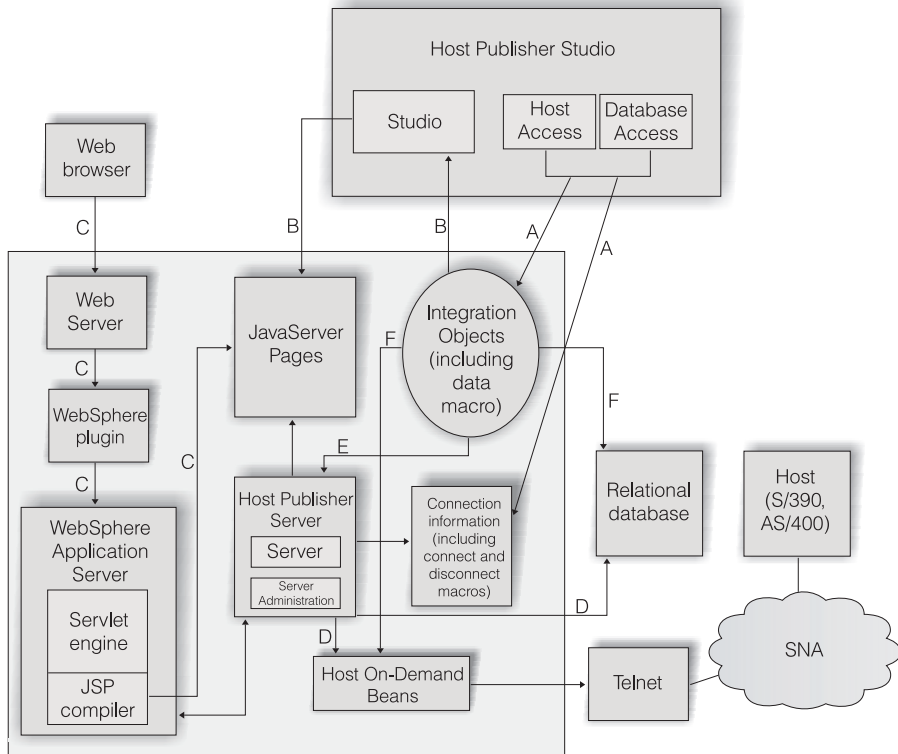 Host Publisher Studio
Studio
Host
Access
Database
Access
Web
browser
C
B
B
A
A
Web
Server
C
JavaServer
Pages
Integration
Objects
(including
data
macro)
F
F
WebSphere
plugin
C
C
E
WebSphere
Application
Server
Servlet
engine
JSP
compiler
Host Publisher
Server
Server
Server
Administration
Connection
information
(including
connect and
disconnect
macros)
Relational
database
Host
(S/390,
AS/400)
D
D
Host On-Demand
Beans
Telnet
SNA